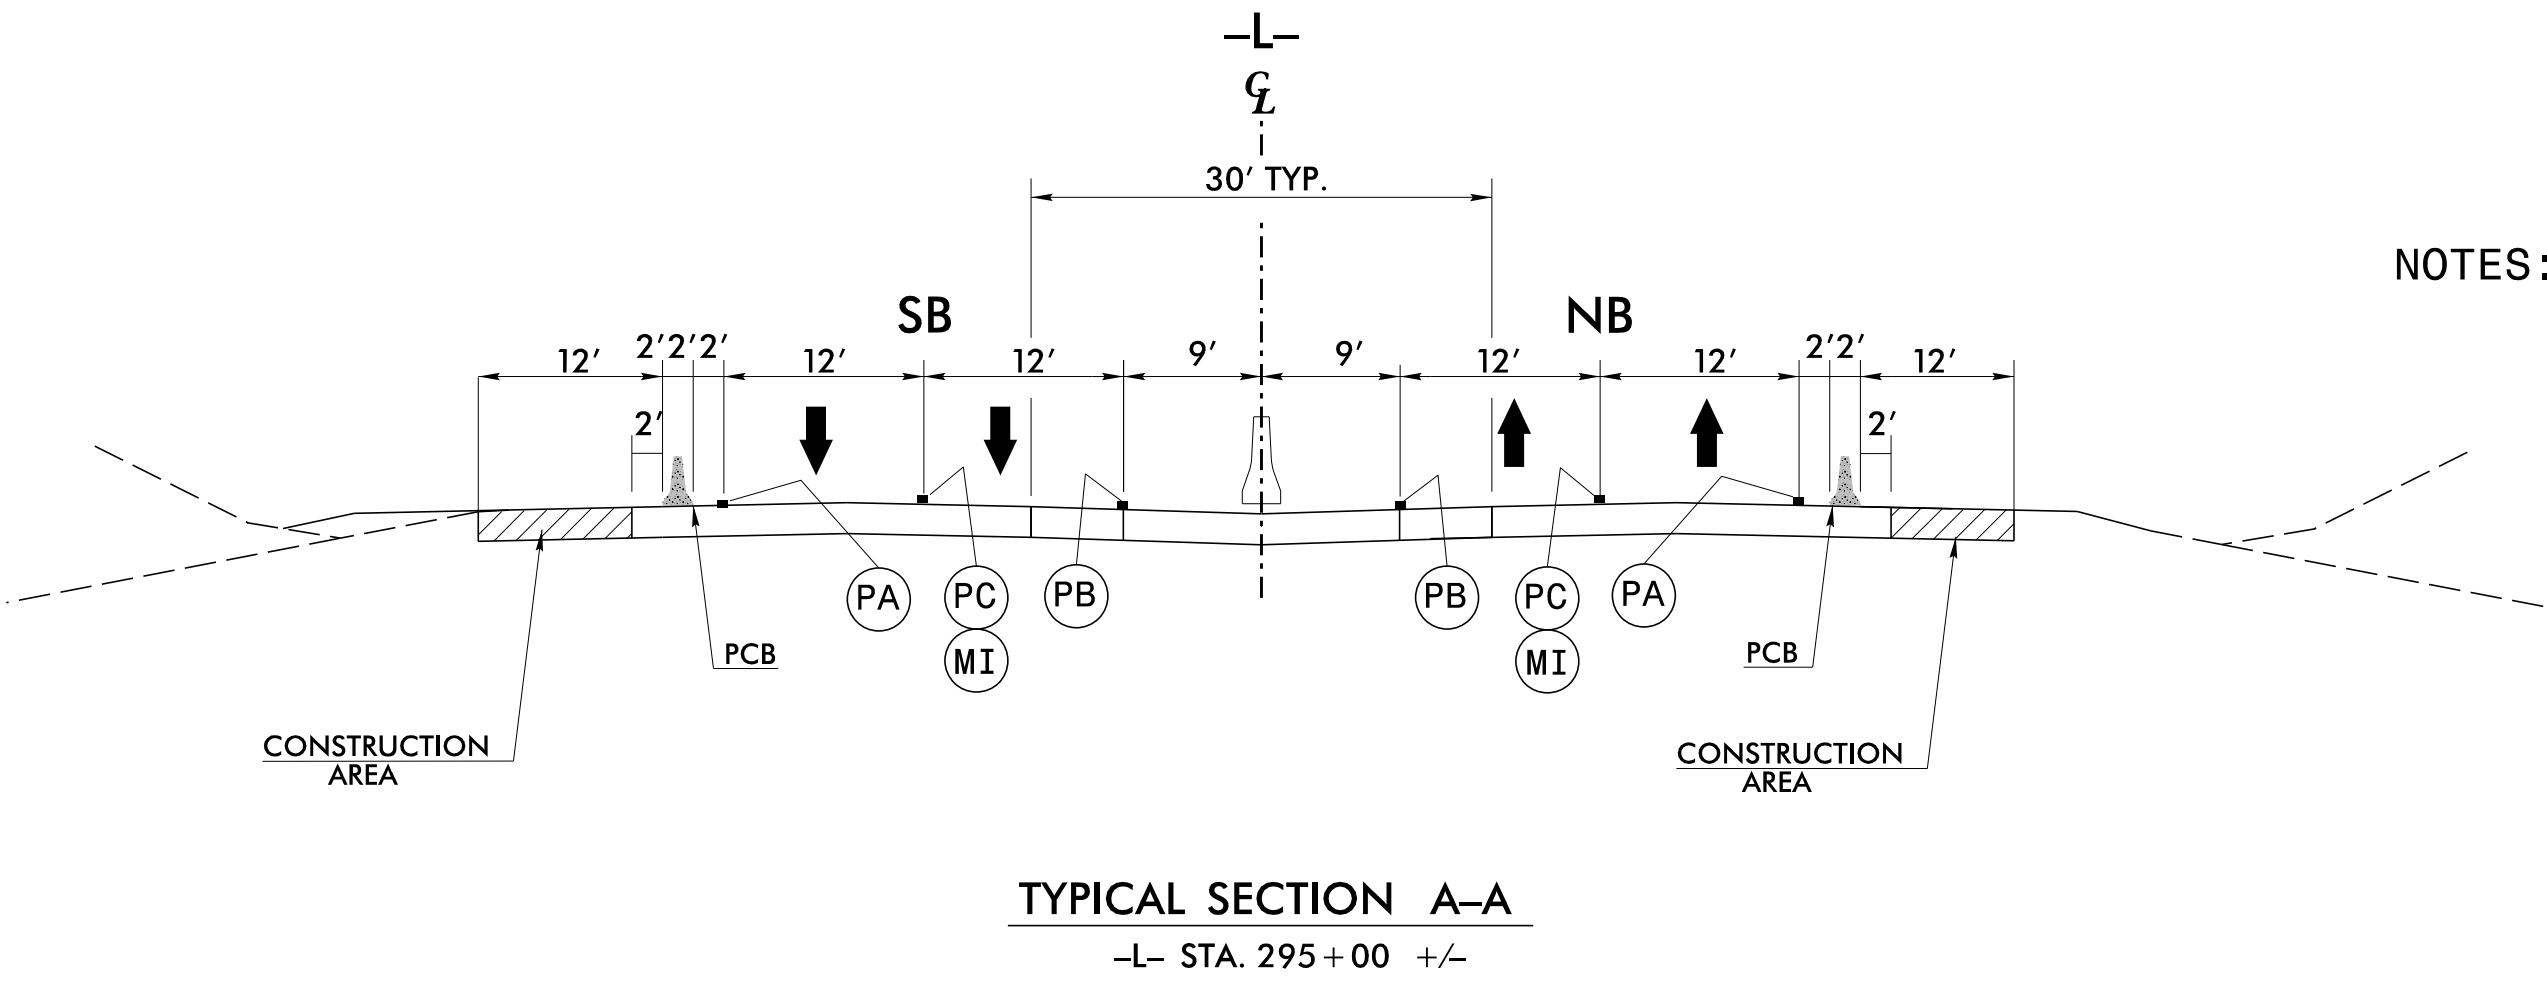 –L–
℄
30' TYP.
NOTES:
SB
NB
12'
2'
2'
2'
12'
12'
9'
9'
12'
12'
2'
2'
12'
2'
2'
PA
PC
PB
PB
PC
PA
MI
MI
PCB
PCB
CONSTRUCTION
AREA
CONSTRUCTION
AREA
TYPICAL SECTION A–A
–L– STA. 295+00 +/–